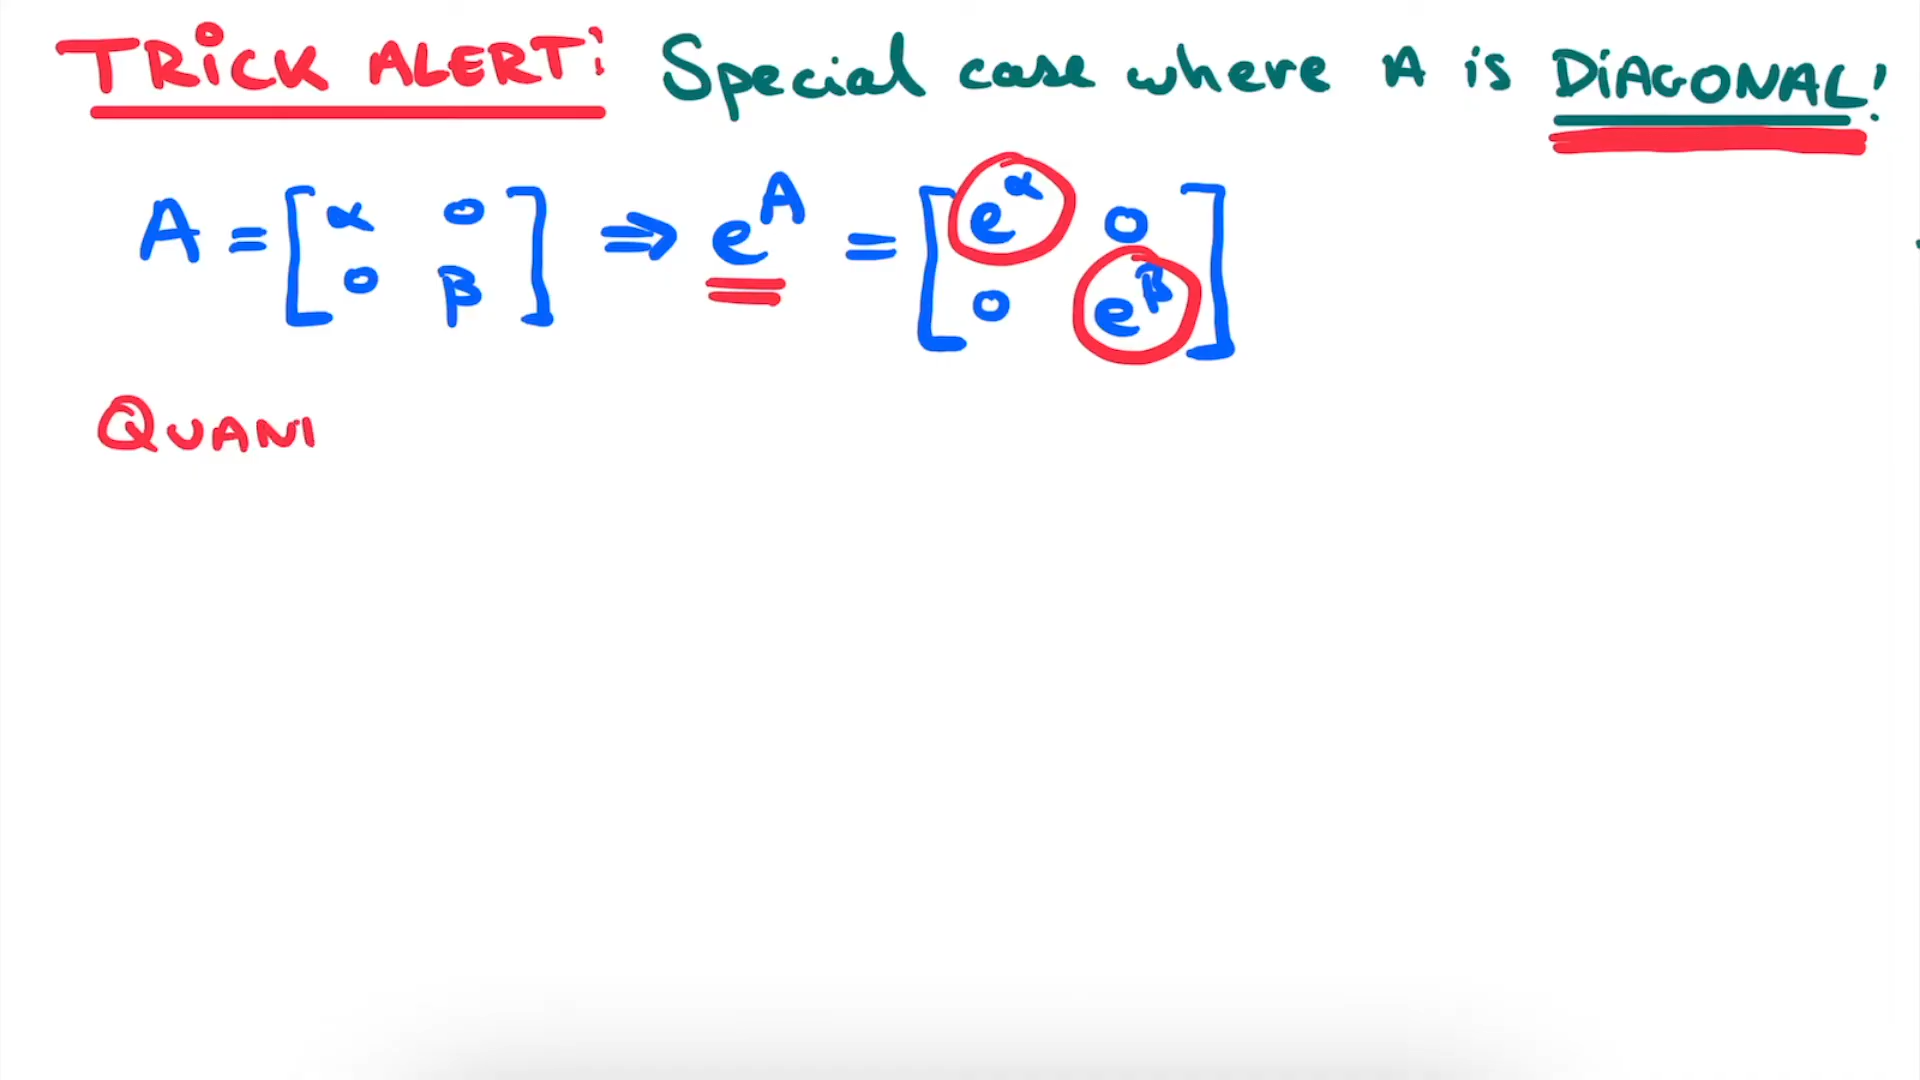 TRICK ALERT: Special case where A is DIAGONAL!
A = [α 0 0 β] ⇒ e^A = [e^α 0 0 e^β]
QUANI